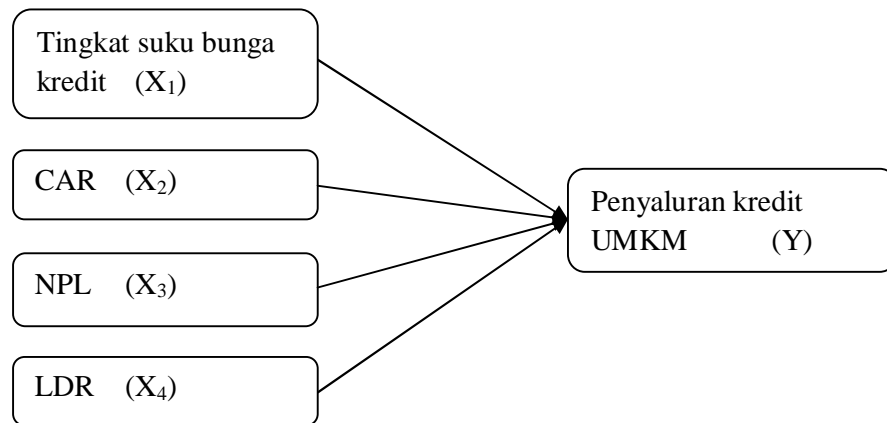 Tingkat suku bunga
kredit (X₁)
CAR (X₂)
Penyaluran kredit
UMKM (Y)
NPL (X₃)
LDR (X₄)